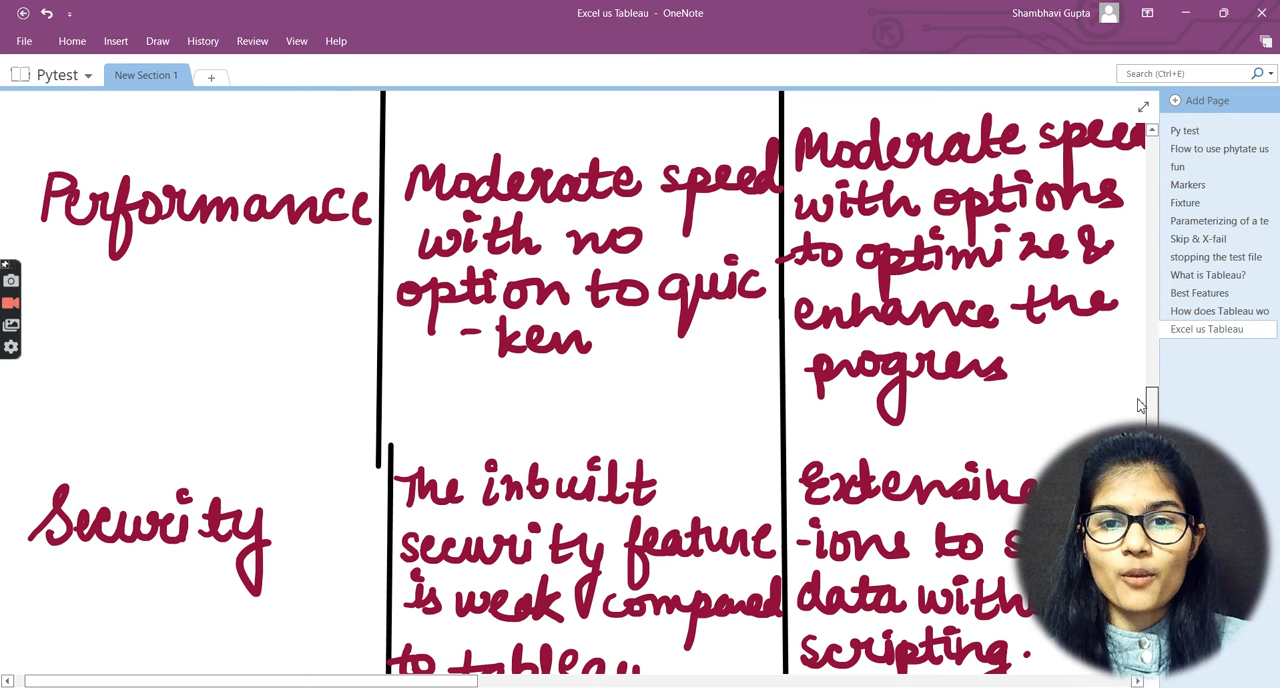 Excel us Tableau - OneNote
Shambhavi Gupta
File Home Insert Draw History Review View Help
Pytest
New Section 1
Search (Ctrl+E)
Add Page
Py test
Flow to use phytate us
fun
Markers
Fixture
Parameterizing of a te
Skip & X-fail
stopping the test file
What is Tableau?
Best Features
How does Tableau wo
Excel us Tableau
Performance
Moderate speed
with no
option to quic
-ken
Moderate speed
with options
-to optimize &
enhance the
progress
Security
The inbuilt
security feature
is weak compared
to tableau
Extensive
-ions to s
data with
scripting.